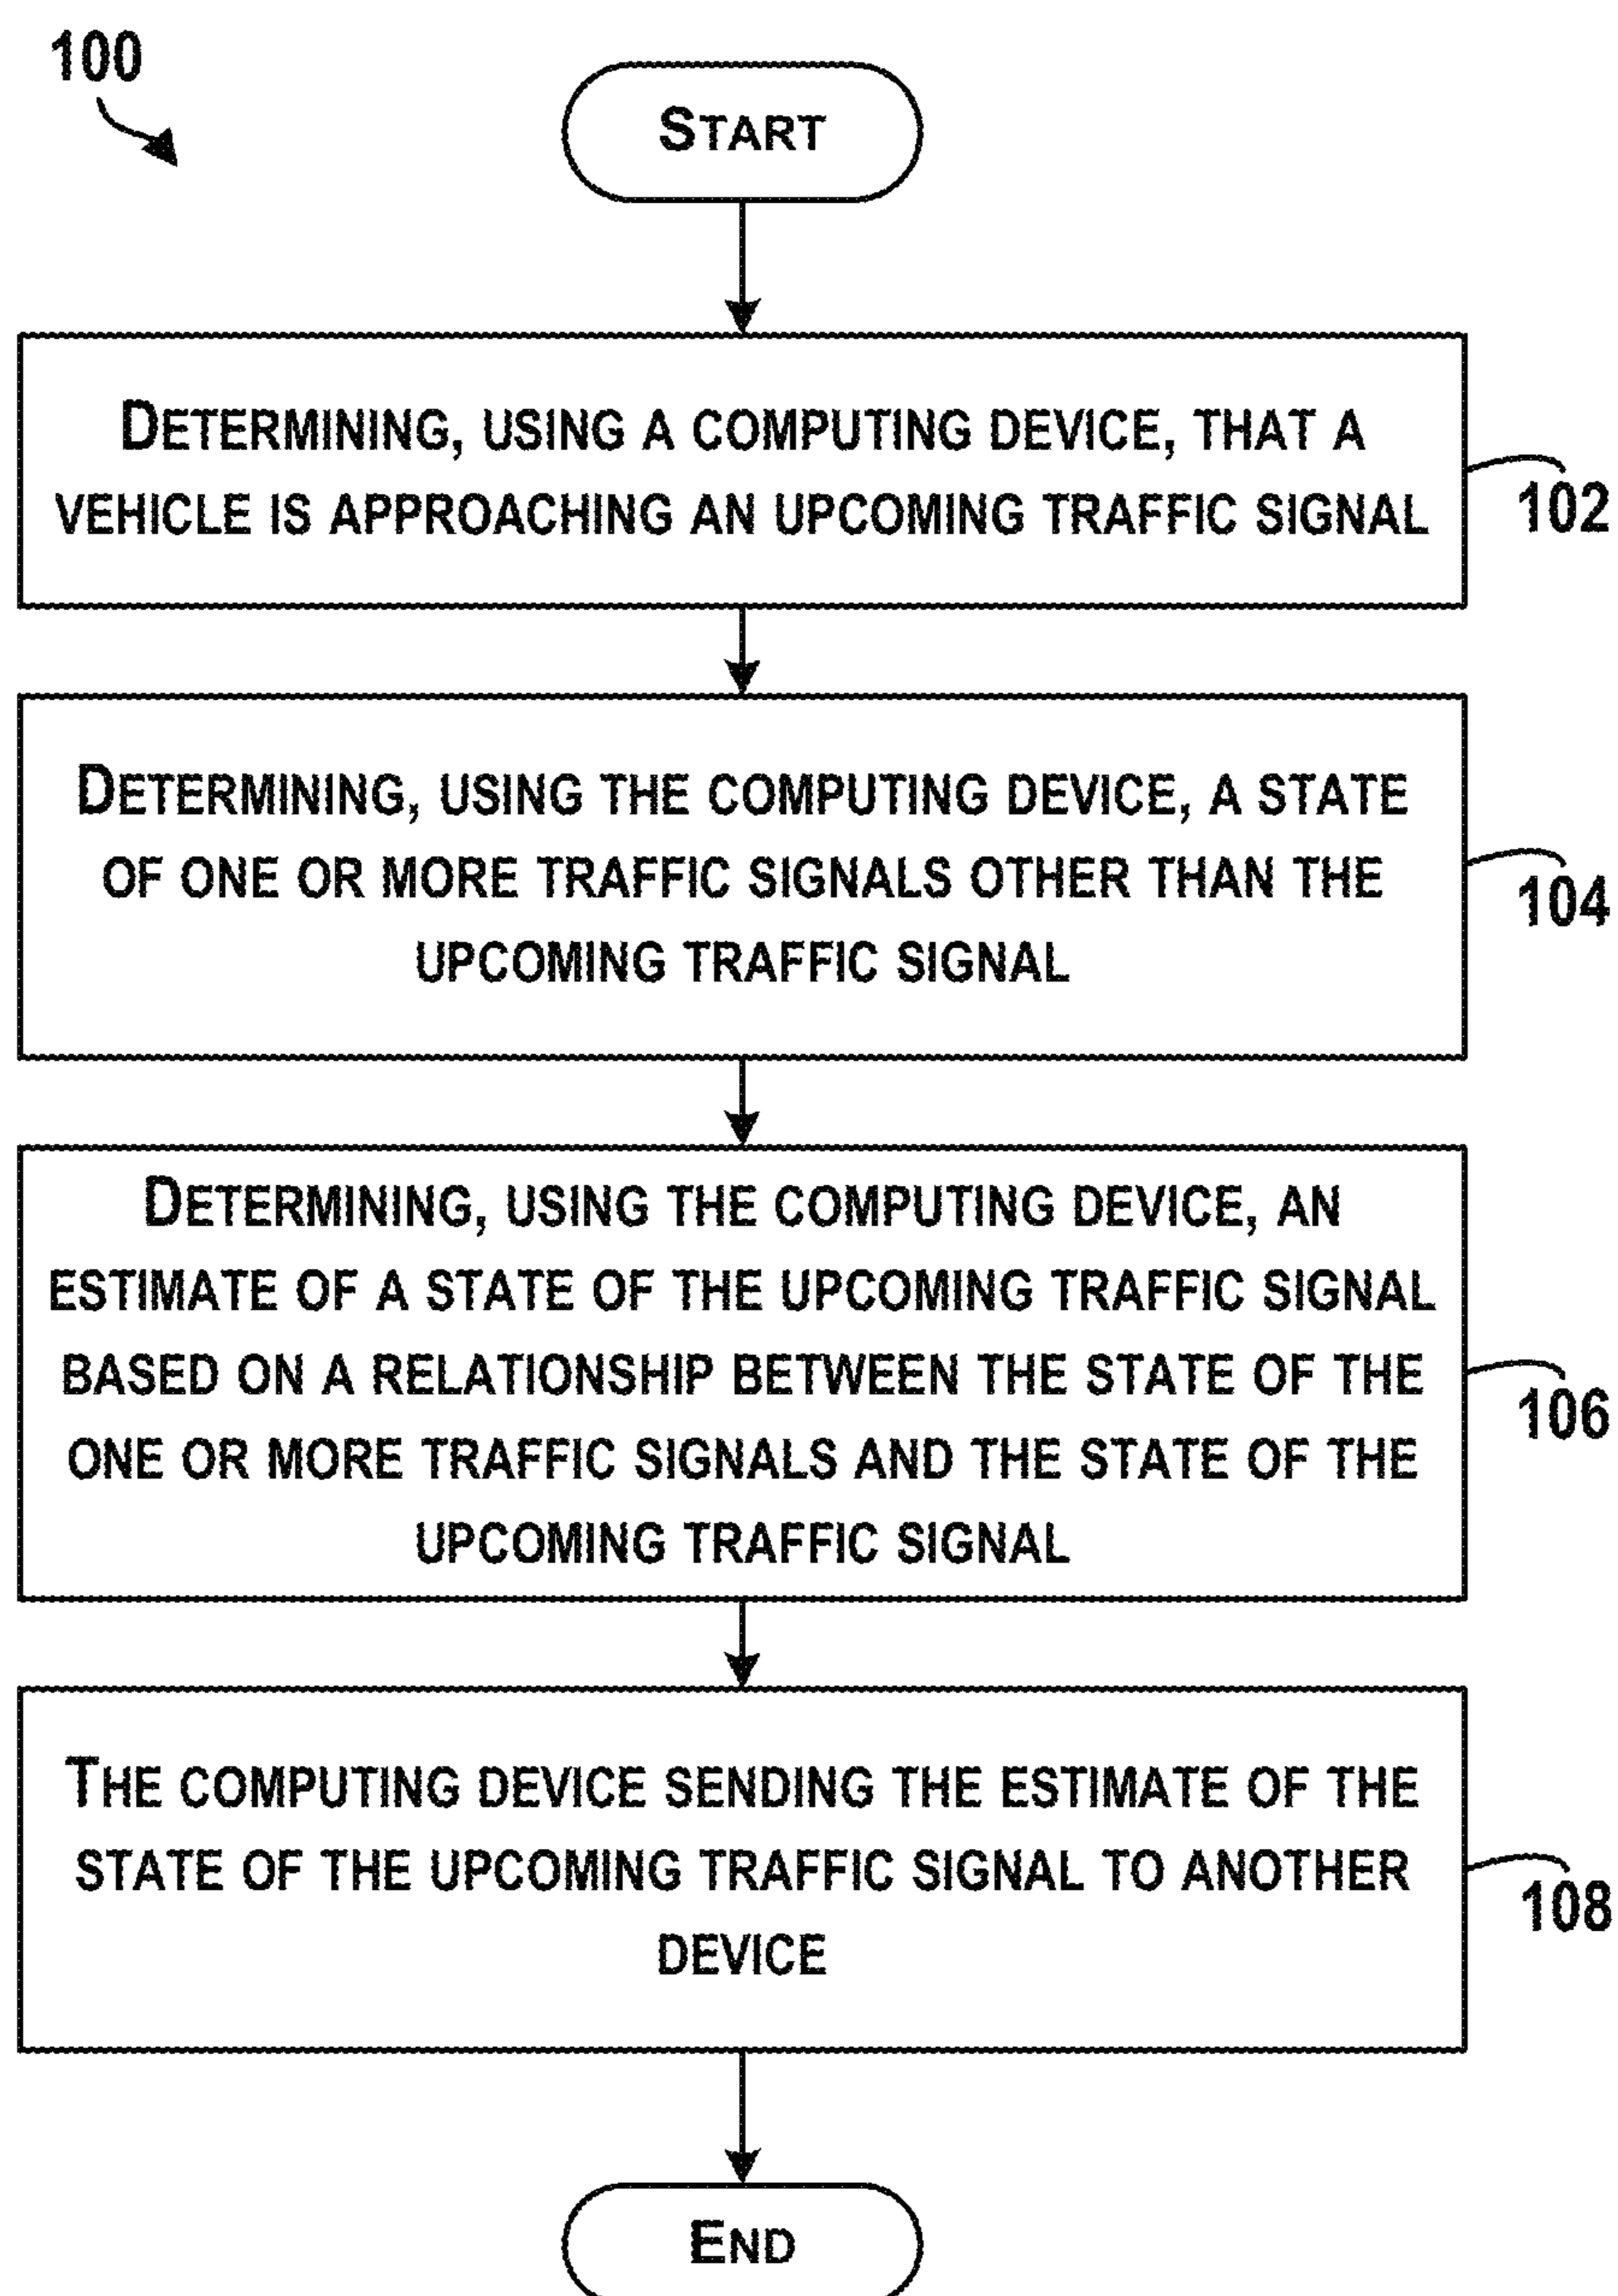 100
START
DETERMINING, USING A COMPUTING DEVICE, THAT A
VEHICLE IS APPROACHING AN UPCOMING TRAFFIC SIGNAL
102
DETERMINING, USING THE COMPUTING DEVICE, A STATE
OF ONE OR MORE TRAFFIC SIGNALS OTHER THAN THE
UPCOMING TRAFFIC SIGNAL
104
DETERMINING, USING THE COMPUTING DEVICE, AN
ESTIMATE OF A STATE OF THE UPCOMING TRAFFIC SIGNAL
BASED ON A RELATIONSHIP BETWEEN THE STATE OF THE
ONE OR MORE TRAFFIC SIGNALS AND THE STATE OF THE
UPCOMING TRAFFIC SIGNAL
106
THE COMPUTING DEVICE SENDING THE ESTIMATE OF THE
STATE OF THE UPCOMING TRAFFIC SIGNAL TO ANOTHER
DEVICE
108
END